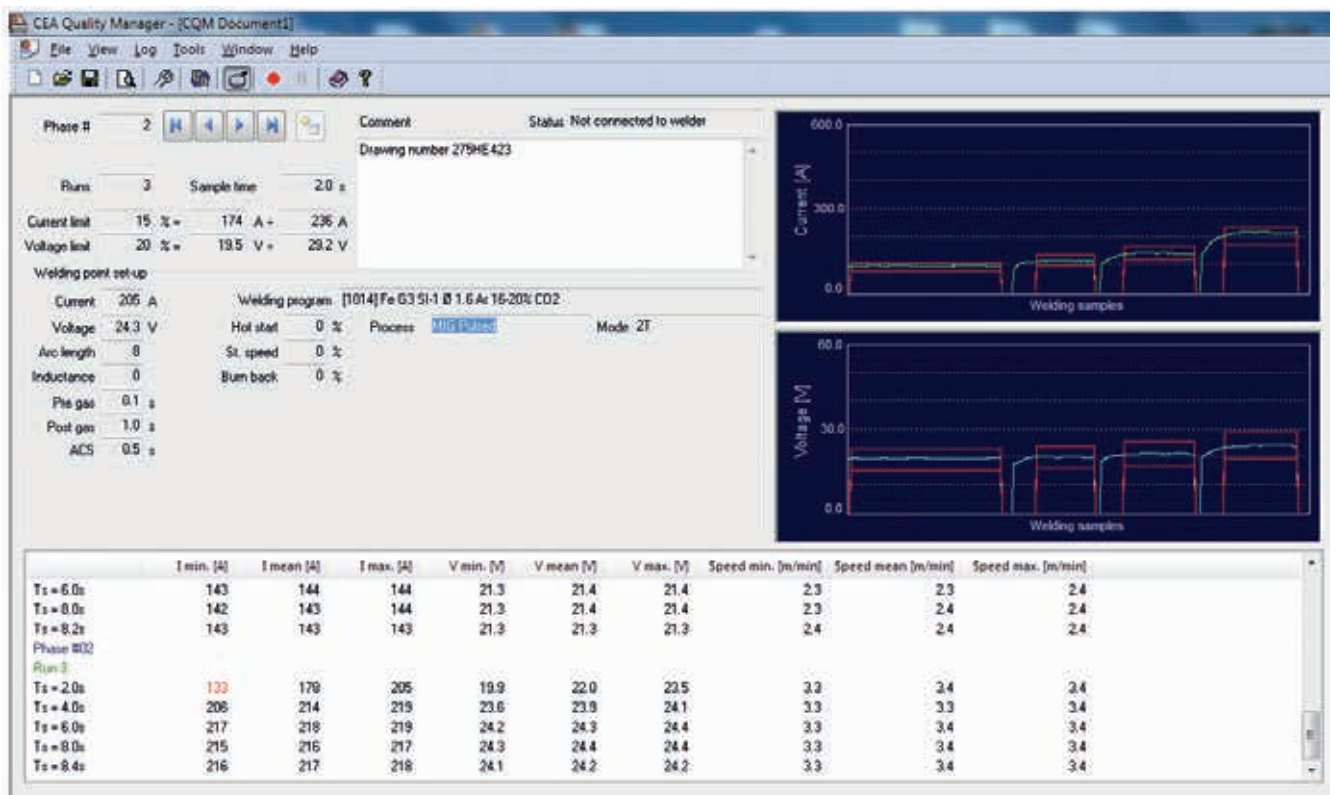 CEA Quality Manager - [CQM Document1]
File View Log Tools Window Help
Phase # 2 Comment Status Not connected to welder
Drawing number 275HE423
Runs 3 Sample time 2.0 s
Current limit 15 % = 174 A ÷ 236 A
Voltage limit 20 % = 19.5 V ÷ 29.2 V
Welding point set-up
Current 205 A Welding program [1014] Fe G3 SI-1 Ø 1.6 Ar 16-20% CO2
Voltage 24.3 V Hot start 0 % Process MIG Pulsed Mode 2T
Arc length 8 St. speed 0 %
Inductance 0 Burn back 0 %
Pre gas 0.1 s
Post gas 1.0 s
ACS 0.5 s
600.0
Current [A]
300.0
0.0
Welding samples
60.0
Voltage [V]
30.0
0.0
Welding samples
I min. [A] I mean [A] I max. [A] V min. [V] V mean [V] V max. [V] Speed min. [m/min] Speed mean [m/min] Speed max. [m/min]
Ts = 6.0s 143 144 144 21.3 21.4 21.4 2.3 2.3 2.4
Ts = 8.0s 142 143 144 21.3 21.4 21.4 2.3 2.4 2.4
Ts = 8.2s 143 143 143 21.3 21.3 21.3 2.4 2.4 2.4
Phase #02
Run 3
Ts = 2.0s 133 178 205 19.9 22.0 23.5 3.3 3.4 3.4
Ts = 4.0s 206 214 219 23.6 23.9 24.1 3.3 3.3 3.4
Ts = 6.0s 217 218 219 24.2 24.3 24.4 3.3 3.4 3.4
Ts = 8.0s 215 216 217 24.3 24.4 24.4 3.3 3.4 3.4
Ts = 8.4s 216 217 218 24.1 24.2 24.2 3.3 3.4 3.4